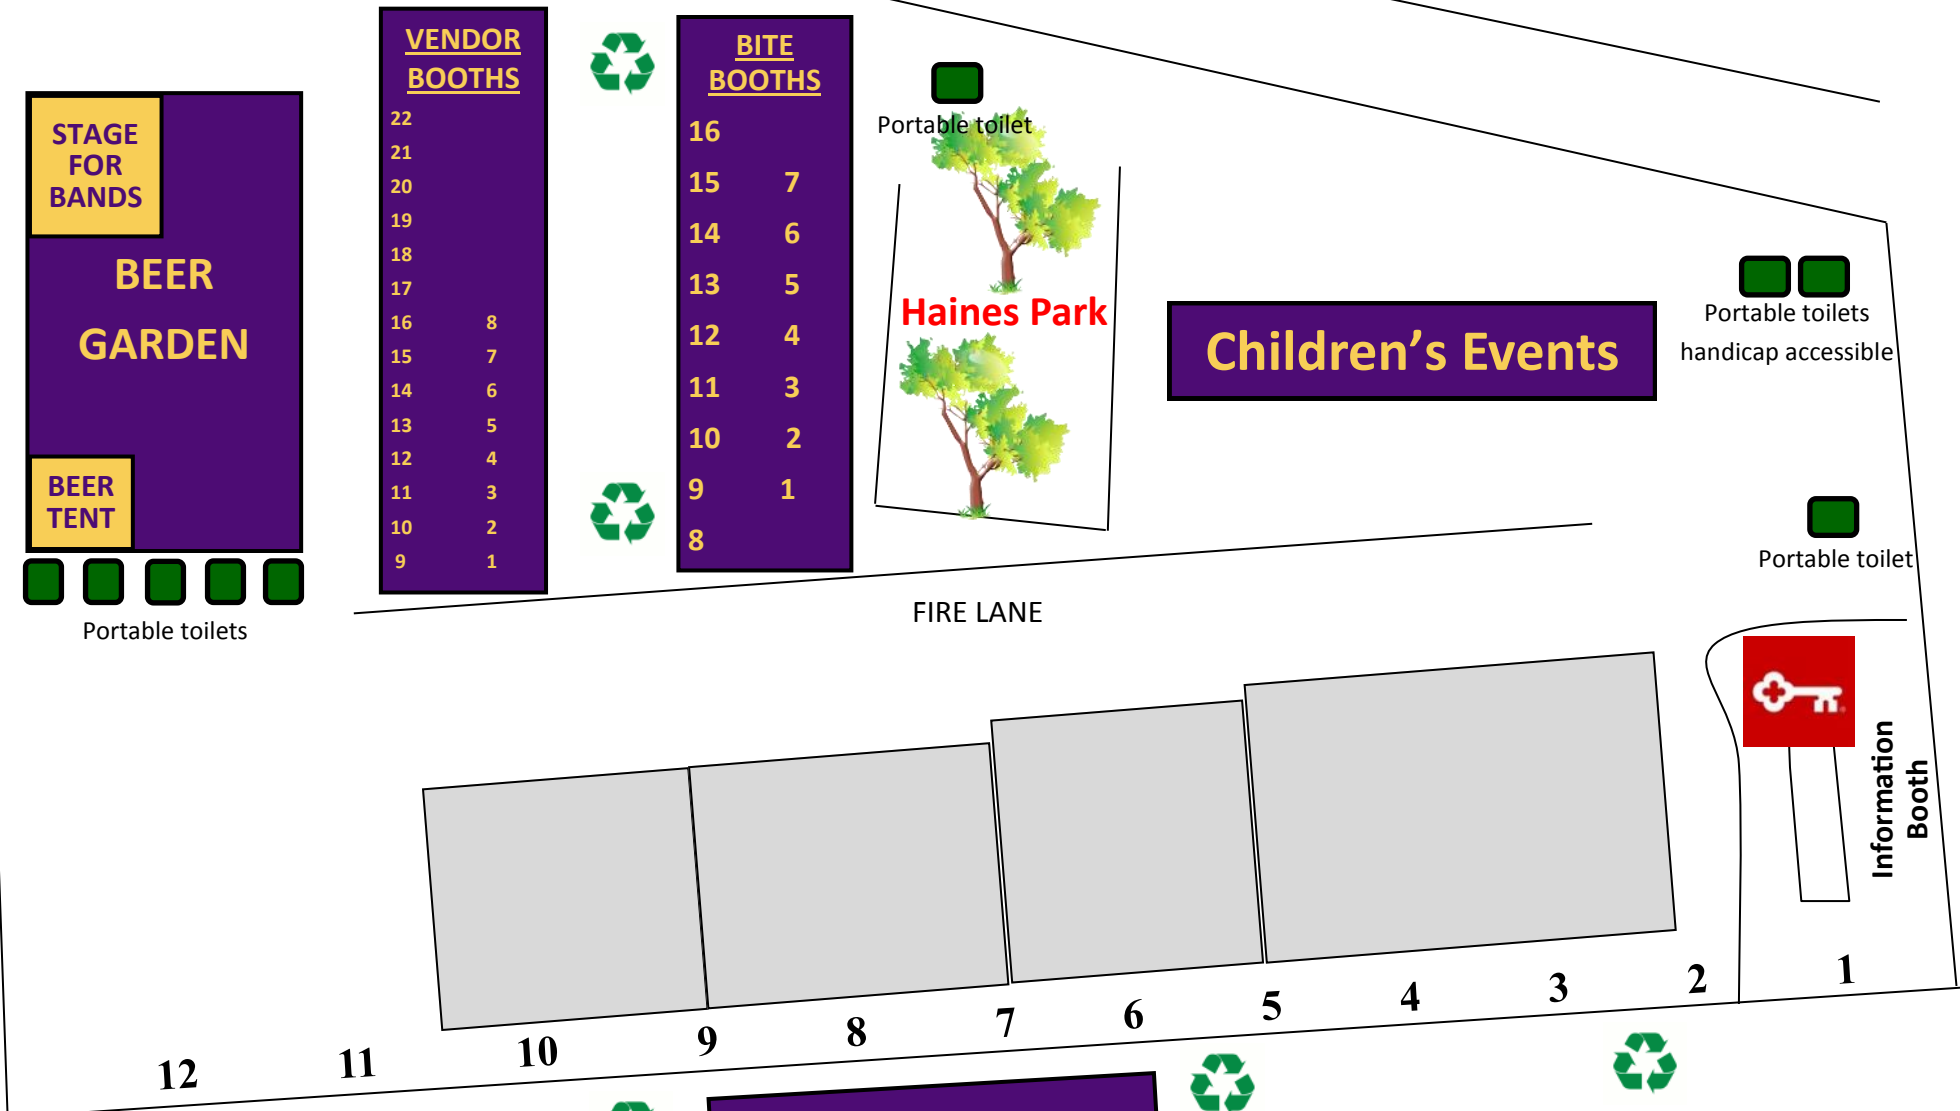 VENDOR
BOOTHS
22
21
20
19
18
17
16 8
15 7
14 6
13 5
12 4
11 3
10 2
9 1
BITE
BOOTHS
16
15 7
14 6
13 5
12 4
11 3
10 2
9 1
8
STAGE
FOR
BANDS
BEER
GARDEN
BEER
TENT
Portable toilets
Portable toilet
Haines Park
Children’s Events
Portable toilets
handicap accessible
Portable toilet
FIRE LANE
Information
Booth
12 11 10 9 8 7 6 5 4 3 2 1